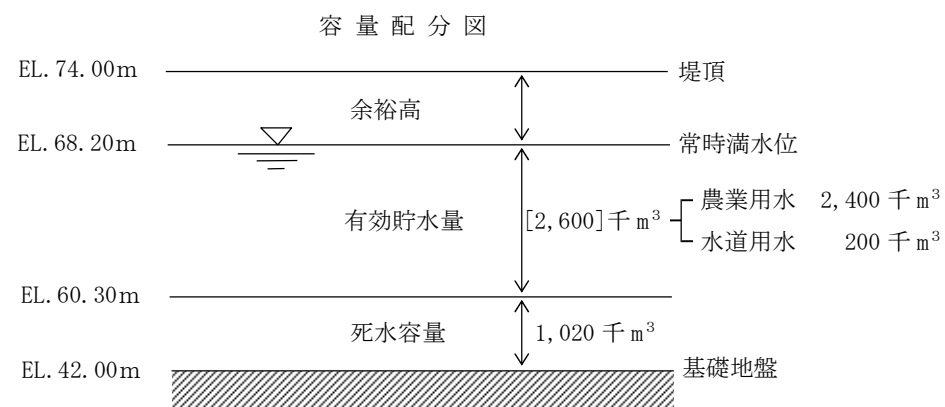 容量配分図
EL.74.00m 堤頂
余裕高
EL.68.20m 常時満水位
農業用水 2,400千m³
有効貯水量 [2,600]千m³
水道用水 200千m³
EL.60.30m
死水容量 1,020千m³
EL.42.00m 基礎地盤